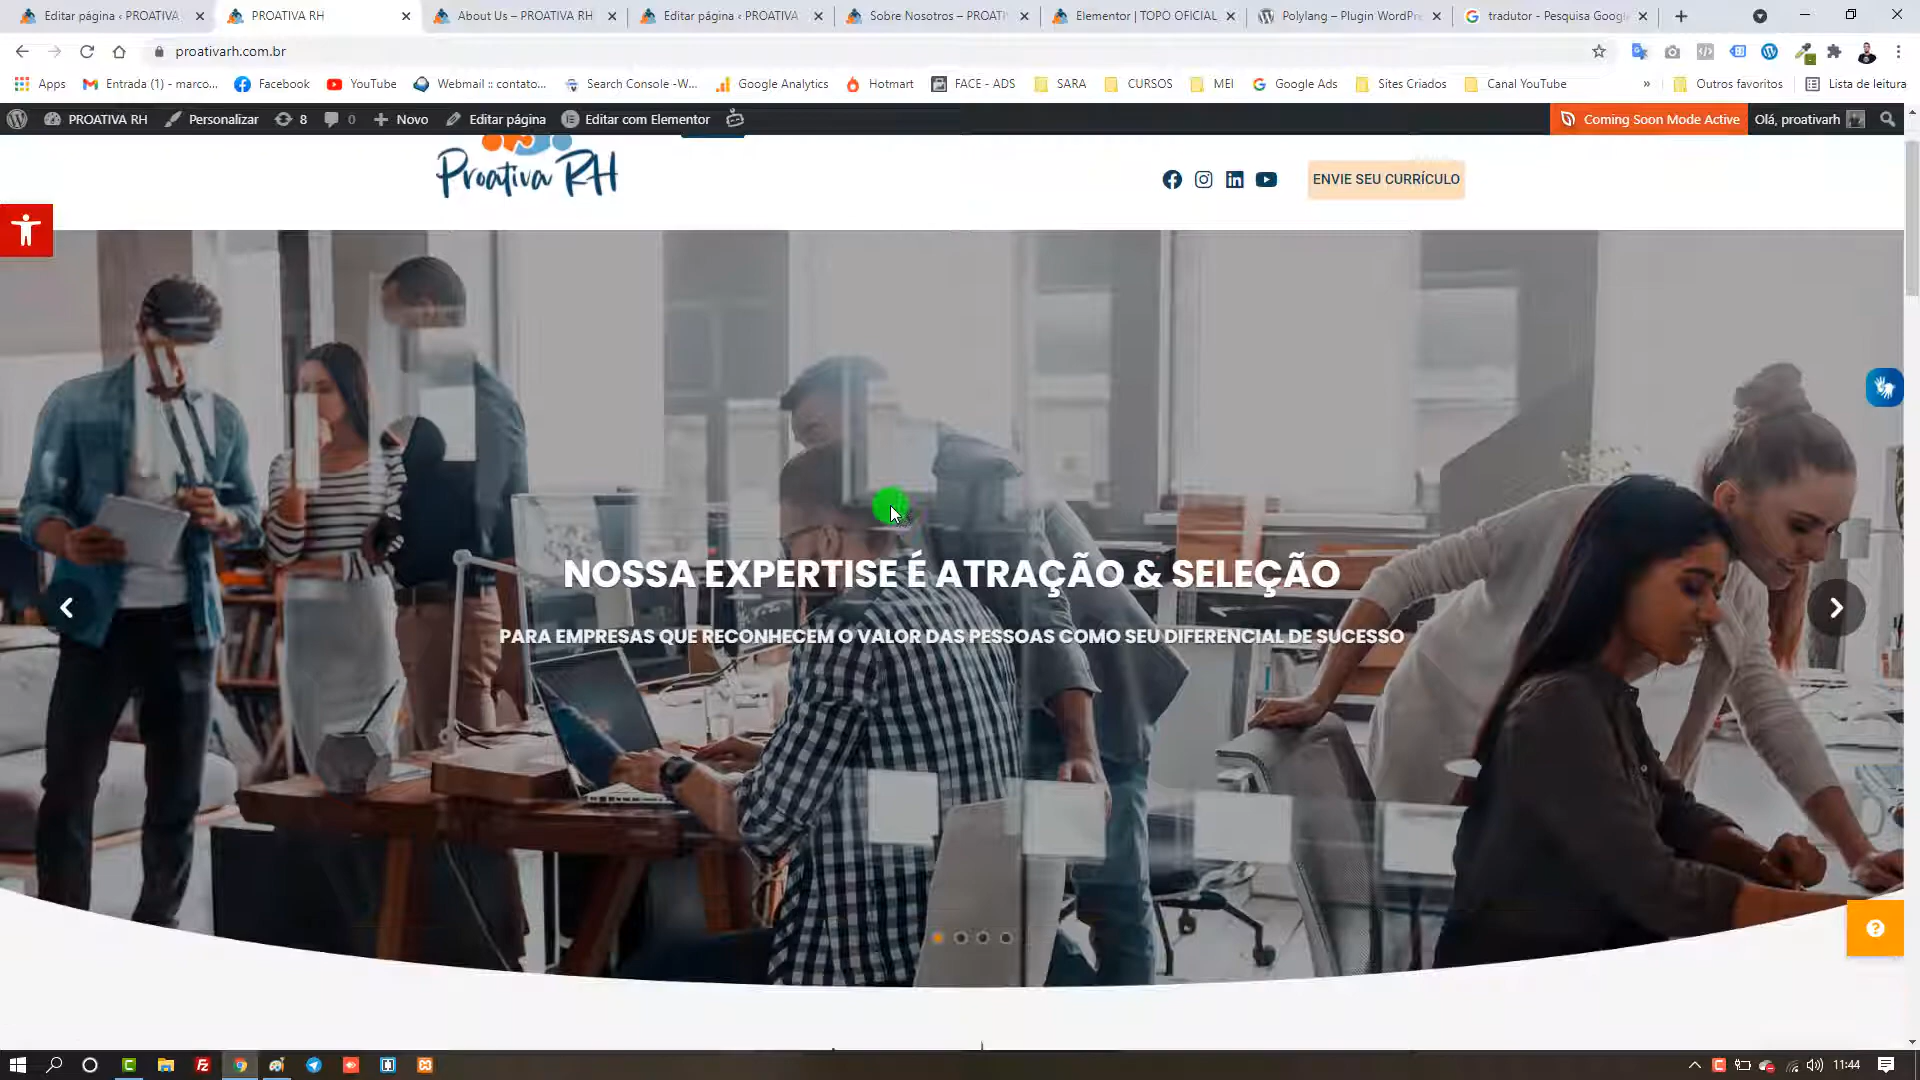 Editar página ‹ PROATIVA
PROATIVA RH
About Us – PROATIVA RH
Editar página ‹ PROATIVA
Sobre Nosotros – PROATI
Elementor | TOPO OFICIAL
Polylang – Plugin WordPr
tradutor - Pesquisa Googl
proativarh.com.br
Apps
Entrada (1) - marco...
Facebook
YouTube
Webmail :: contato...
Search Console - W...
Google Analytics
Hotmart
FACE - ADS
SARA
CURSOS
MEI
Google Ads
Sites Criados
Canal YouTube
»
Outros favoritos
Lista de leitura
PROATIVA RH
Personalizar
8
0
Novo
Editar página
Editar com Elementor
Coming Soon Mode Active
Olá, proativarh
Proativa RH
ENVIE SEU CURRÍCULO
NOSSA EXPERTISE É ATRAÇÃO & SELEÇÃO
PARA EMPRESAS QUE RECONHECEM O VALOR DAS PESSOAS COMO SEU DIFERENCIAL DE SUCESSO
11:44